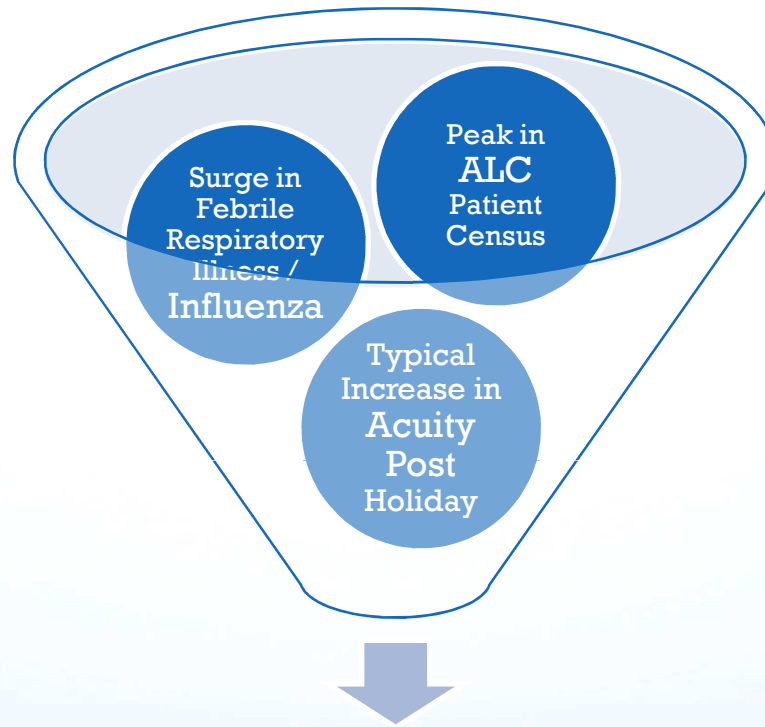 Surge in
Febrile
Respiratory
Illness /
Influenza
Peak in
ALC
Patient
Census
Typical
Increase in
Acuity
Post
Holiday